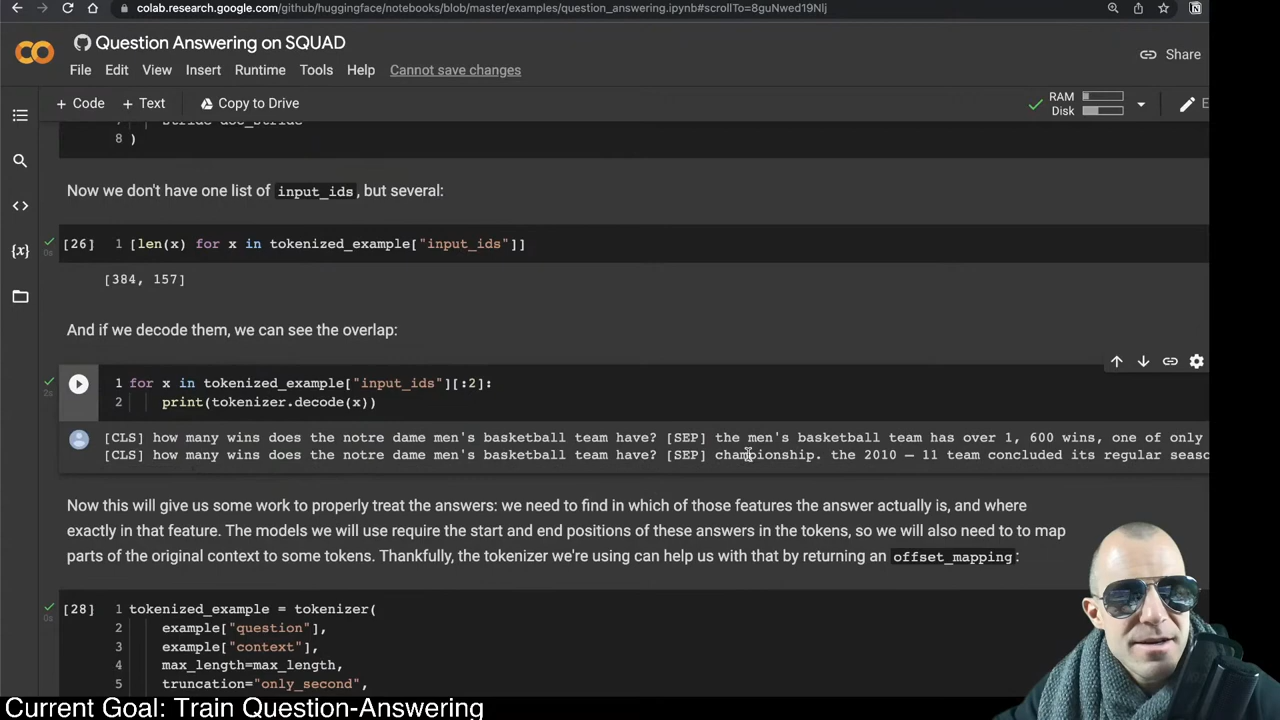 colab.research.google.com/github/huggingface/notebooks/blob/master/examples/question_answering.ipynb#scrollTo=8guNwed19Nlj
Question Answering on SQUAD
File Edit View Insert Runtime Tools Help Cannot save changes
Share
+ Code + Text Copy to Drive
RAM
Disk
E
8 )
Now we don't have one list of input_ids, but several:
[26] 1 [len(x) for x in tokenized_example["input_ids"]]
0s
[384, 157]
And if we decode them, we can see the overlap:
1 for x in tokenized_example["input_ids"][:2]:
2s
2 print(tokenizer.decode(x))
[CLS] how many wins does the notre dame men's basketball team have? [SEP] the men's basketball team has over 1, 600 wins, one of only
[CLS] how many wins does the notre dame men's basketball team have? [SEP] championship. the 2010 – 11 team concluded its regular seaso
Now this will give us some work to properly treat the answers: we need to find in which of those features the answer actually is, and where
exactly in that feature. The models we will use require the start and end positions of these answers in the tokens, so we will also need to to map
parts of the original context to some tokens. Thankfully, the tokenizer we're using can help us with that by returning an offset_mapping:
[28] 1 tokenized_example = tokenizer(
0s
2 example["question"],
3 example["context"],
4 max_length=max_length,
5 truncation="only_second",
Current Goal: Train Question-Answering